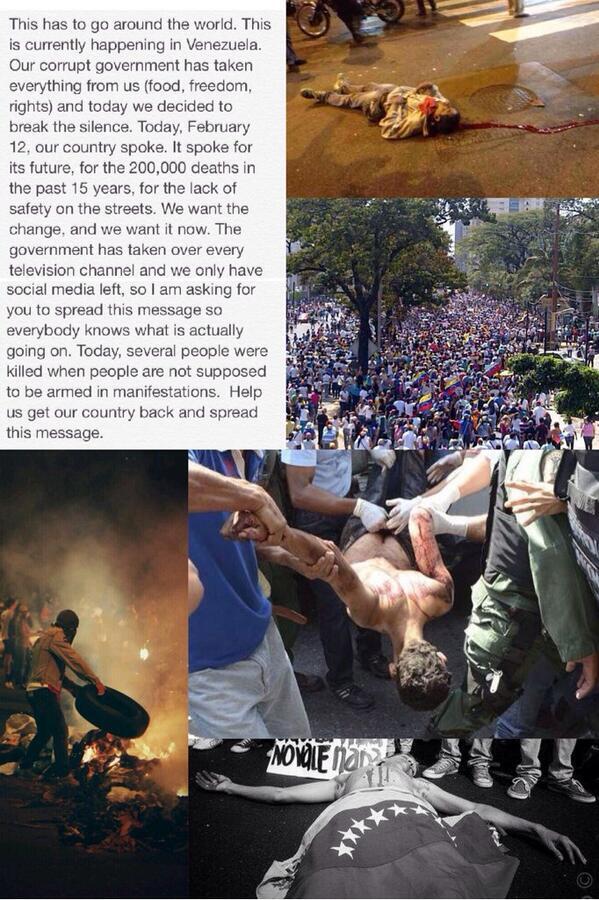 This has to go around the world. This
is currently happening in Venezuela.
Our corrupt government has taken
everything from us (food, freedom,
rights) and today we decided to
break the silence. Today, February
12, our country spoke. It spoke for
its future, for the 200,000 deaths in
the past 15 years, for the lack of
safety on the streets. We want the
change, and we want it now. The
government has taken over every
television channel and we only have
social media left, so I am asking for
you to spread this message so
everybody knows what is actually
going on. Today, several people were
killed when people are not supposed
to be armed in manifestations. Help
us get our country back and spread
this message.
NO VALE nada